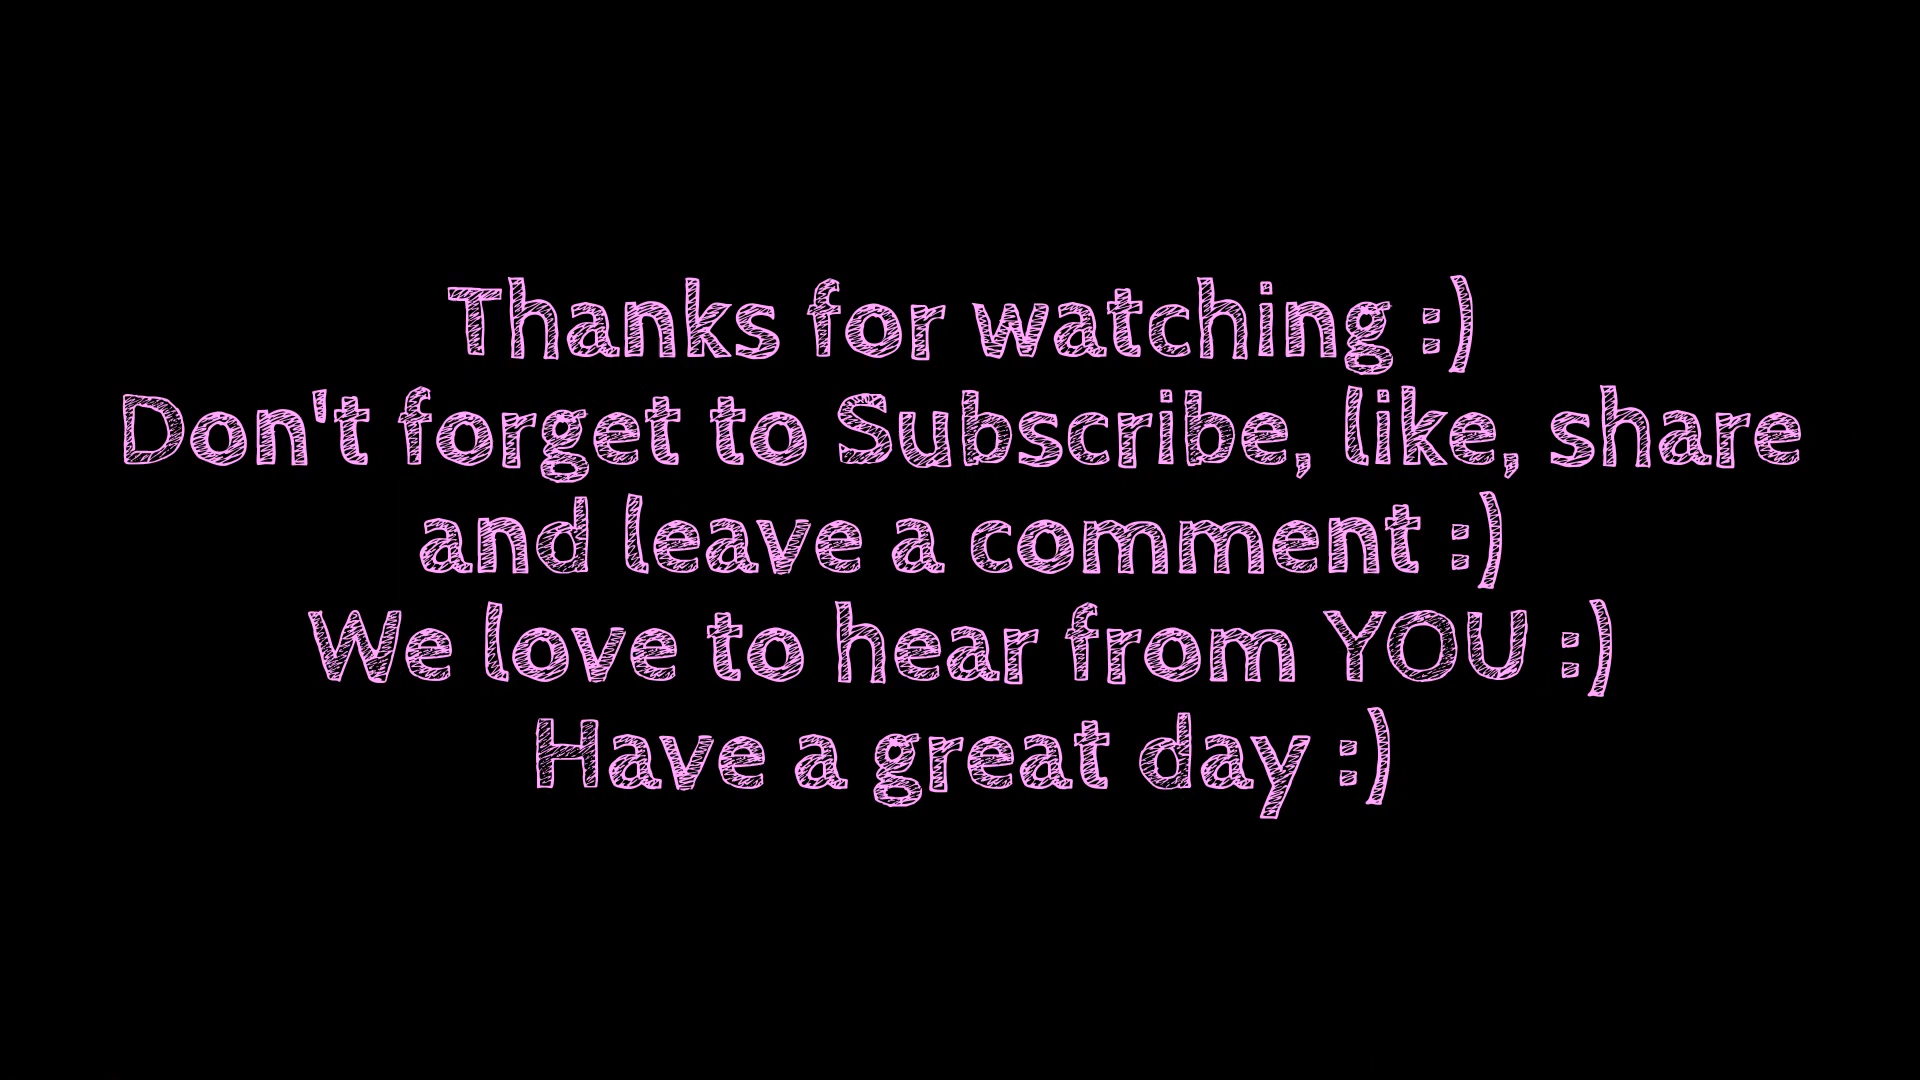 Thanks for watching :)
Don't forget to Subscribe, like, share
and leave a comment :)
We love to hear from YOU :)
Have a great day :)